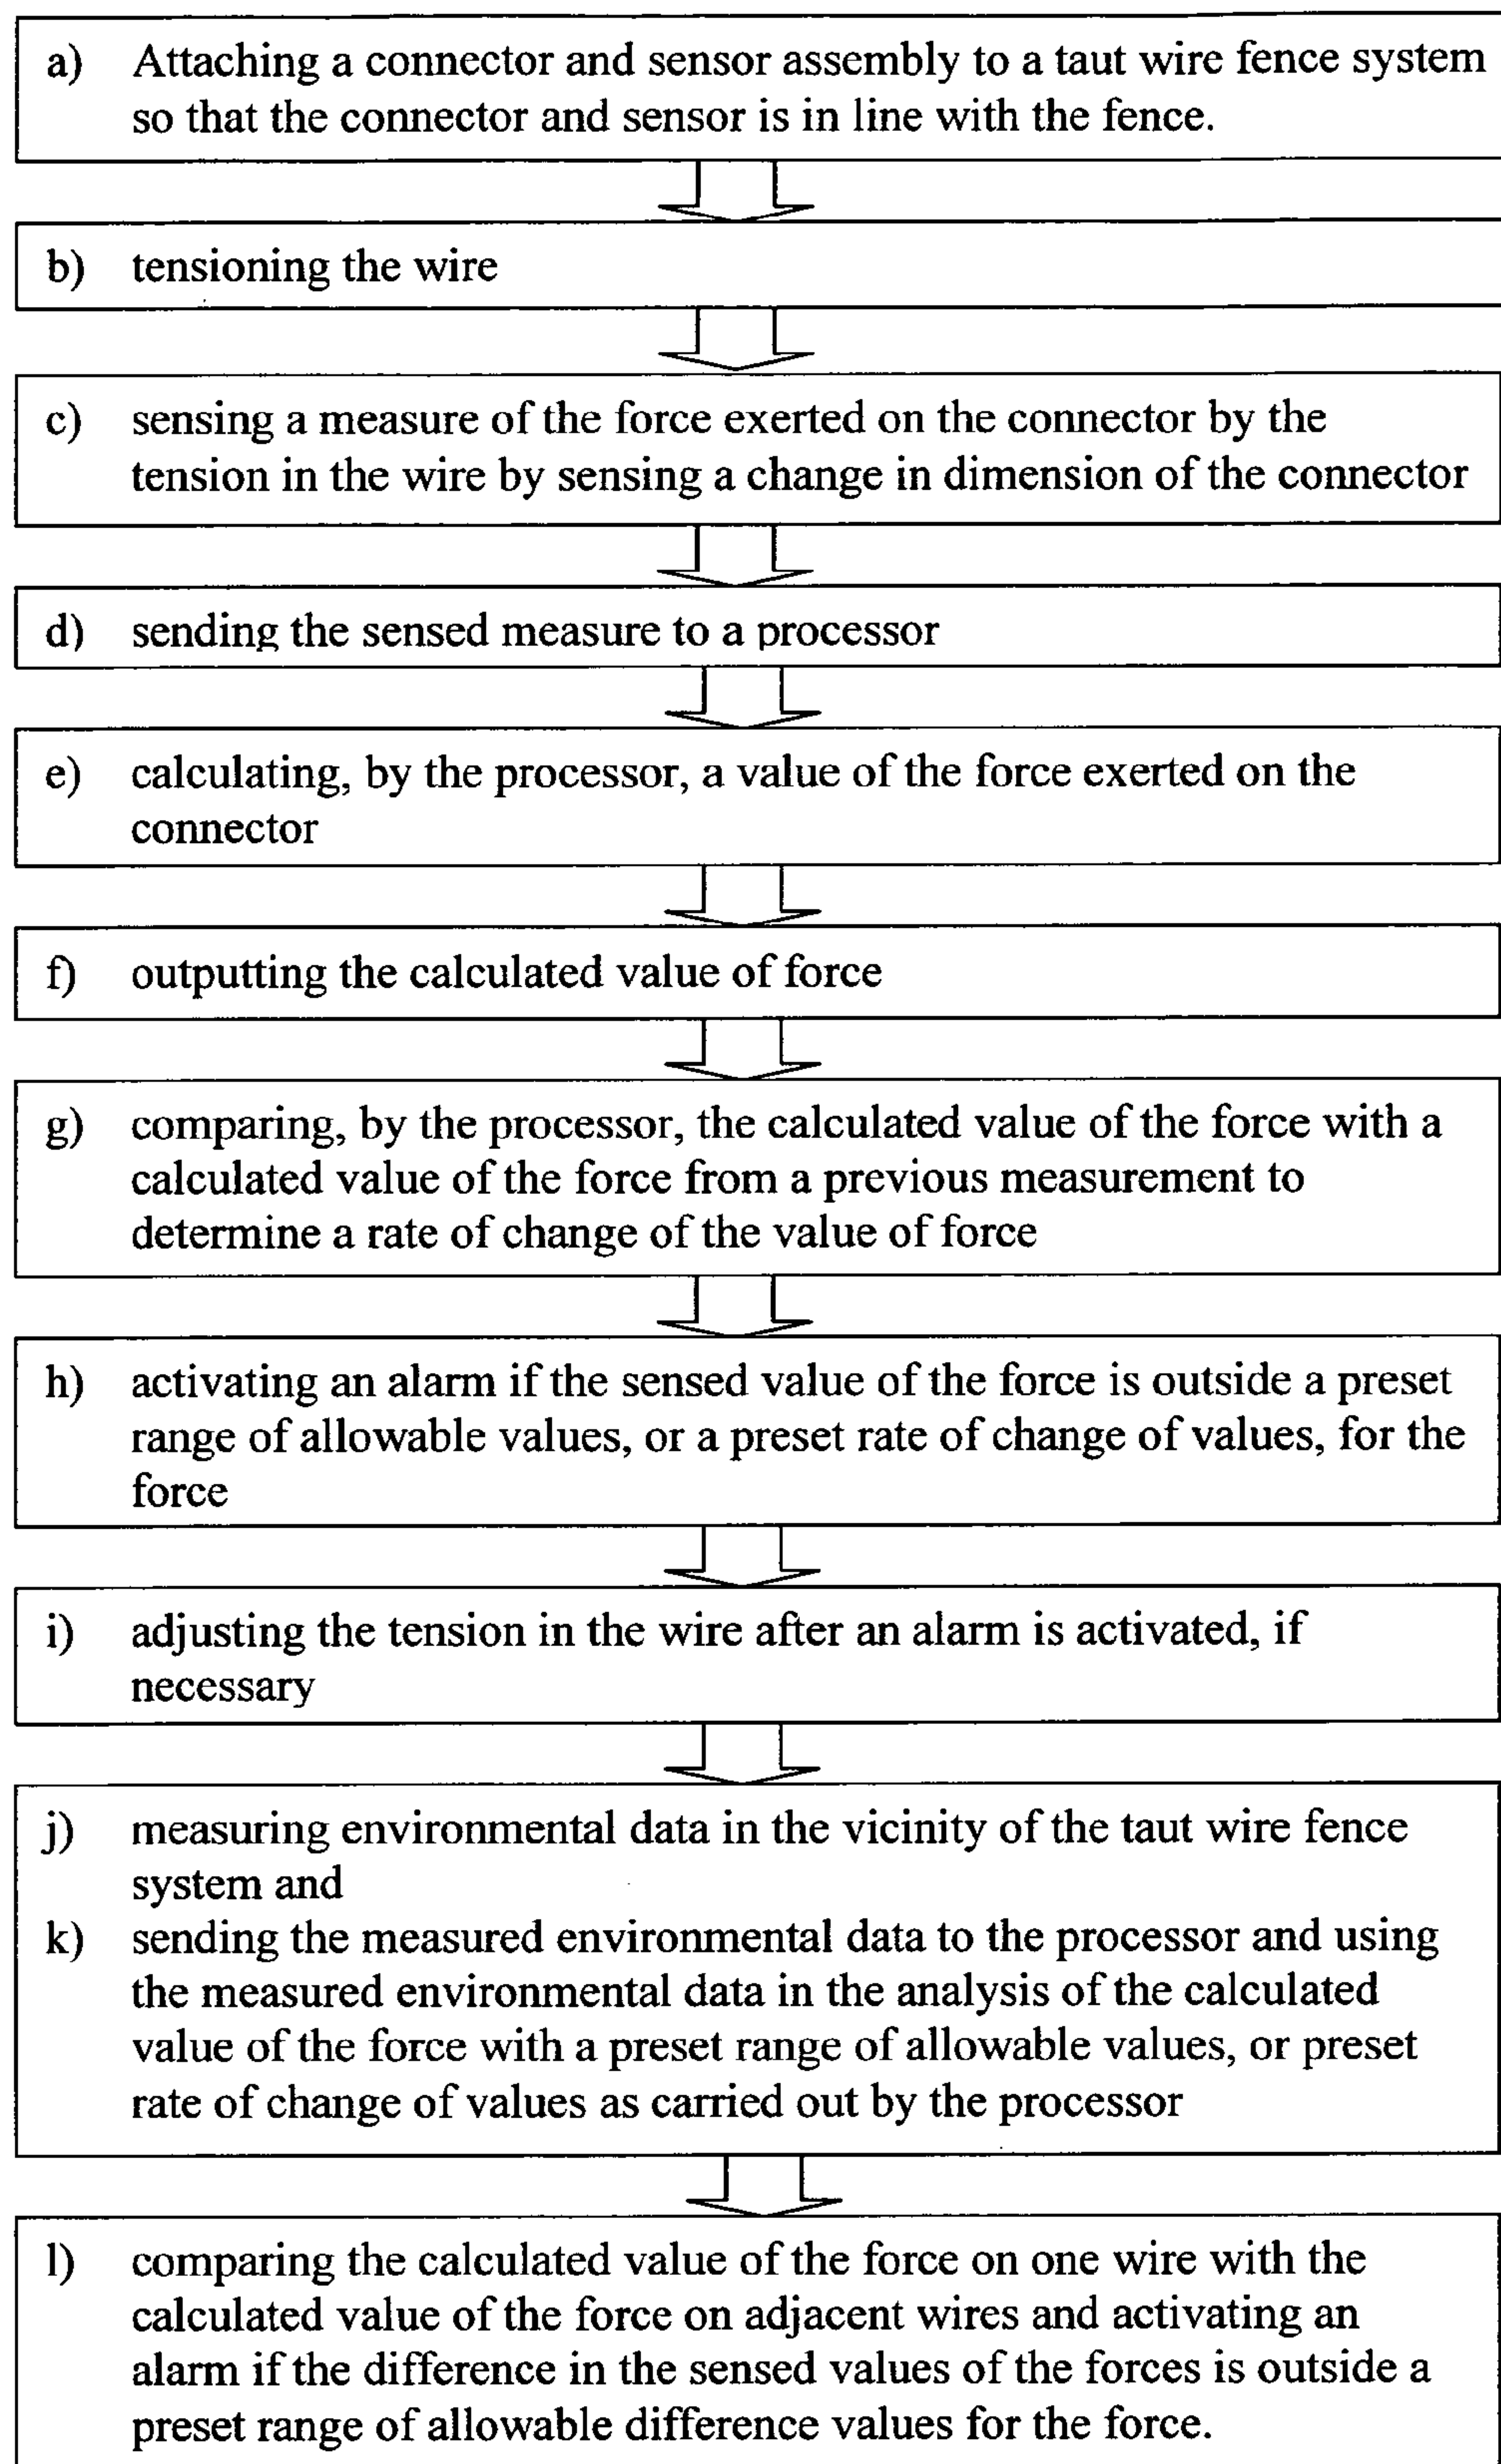 a) Attaching a connector and sensor assembly to a taut wire fence system
so that the connector and sensor is in line with the fence.
b) tensioning the wire
c) sensing a measure of the force exerted on the connector by the
tension in the wire by sensing a change in dimension of the connector
d) sending the sensed measure to a processor
e) calculating, by the processor, a value of the force exerted on the
connector
f) outputting the calculated value of force
g) comparing, by the processor, the calculated value of the force with a
calculated value of the force from a previous measurement to
determine a rate of change of the value of force
h) activating an alarm if the sensed value of the force is outside a preset
range of allowable values, or a preset rate of change of values, for the
force
i) adjusting the tension in the wire after an alarm is activated, if
necessary
j) measuring environmental data in the vicinity of the taut wire fence
system and
k) sending the measured environmental data to the processor and using
the measured environmental data in the analysis of the calculated
value of the force with a preset range of allowable values, or preset
rate of change of values as carried out by the processor
l) comparing the calculated value of the force on one wire with the
calculated value of the force on adjacent wires and activating an
alarm if the difference in the sensed values of the forces is outside a
preset range of allowable difference values for the force.